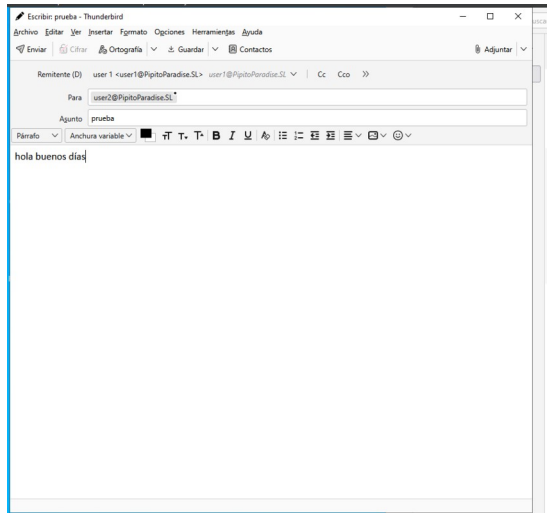 Escribir: prueba - Thunderbird
Archivo Editar Ver Insertar Formato Opciones Herramientas Ayuda
Enviar Cifrar Ortografía Guardar Contactos Adjuntar
Remitente (D) user 1 <user1@PipitoParadise.SL> user1@PipitoParadise.SL Cc Cco
Para user2@PipitoParadise.SL
Asunto prueba
Párrafo Anchura variable
hola buenos días